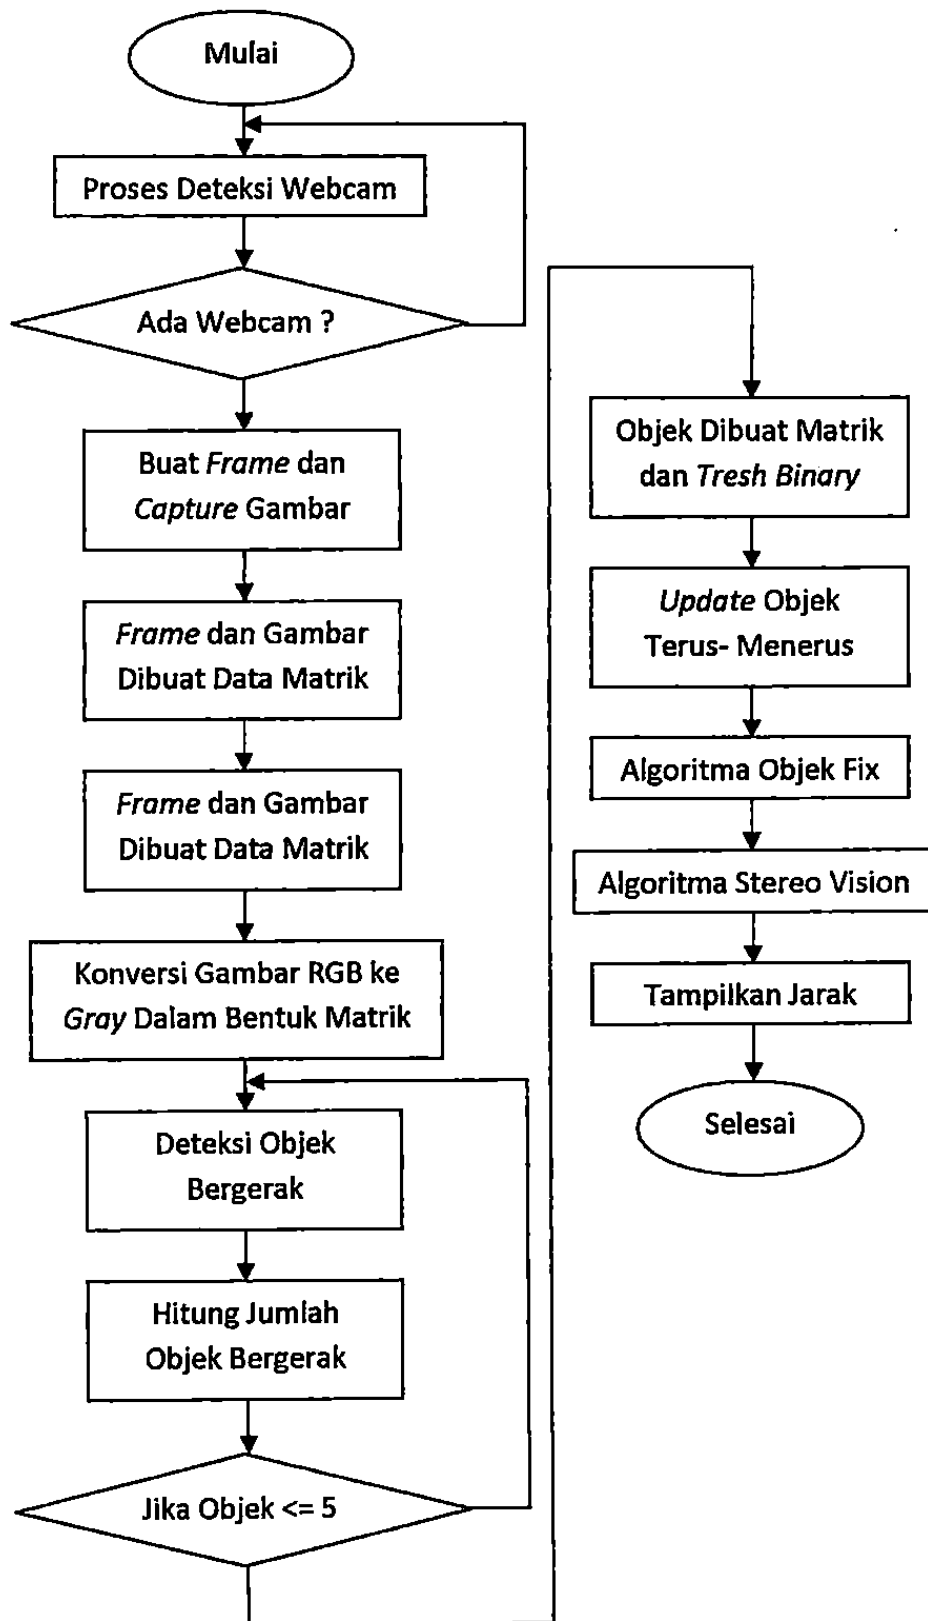 Mulai
Proses Deteksi Webcam
Ada Webcam ?
Buat Frame dan
Capture Gambar
Frame dan Gambar
Dibuat Data Matrik
Frame dan Gambar
Dibuat Data Matrik
Konversi Gambar RGB ke
Gray Dalam Bentuk Matrik
Deteksi Objek
Bergerak
Hitung Jumlah
Objek Bergerak
Jika Objek <= 5
Objek Dibuat Matrik
dan Tresh Binary
Update Objek
Terus- Menerus
Algoritma Objek Fix
Algoritma Stereo Vision
Tampilkan Jarak
Selesai